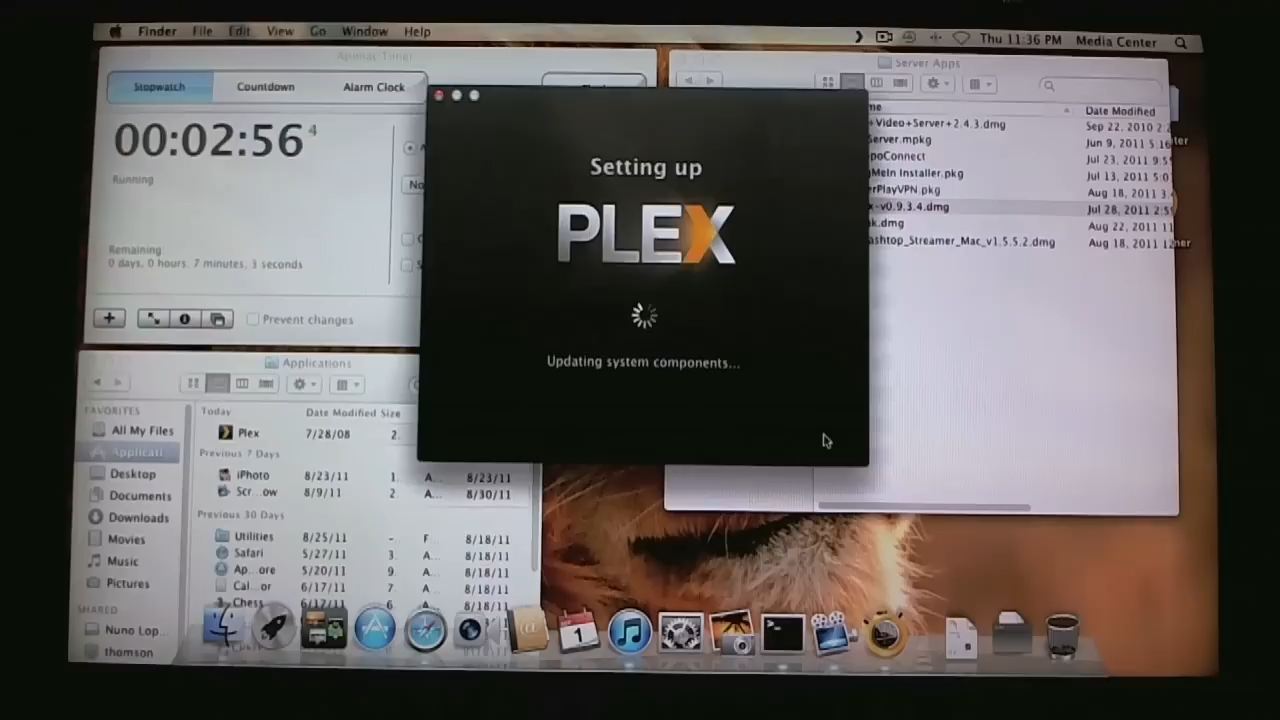 Finder File Edit View Go Window Help
Thu 11:36 PM Media Center
Apimac Timer
Stopwatch Countdown Alarm Clock
00:02:56 4
Running
Remaining
0 days, 0 hours, 7 minutes, 3 seconds
Prevent changes
Server Apps
me Date Modified
+Video+Server+2.4.3.dmg Sep 22, 2010 2:2
Server.mpkg Jun 9, 2011 5:16
poConnect Jul 23, 2011 9:5
gMeIn Installer.pkg Jul 13, 2011 5:0
erPlayVPN.pkg Aug 18, 2011 3:
x-v0.9.3.4.dmg Jul 28, 2011 2:5
ak.dmg Aug 22, 2011 11
ashtop_Streamer_Mac_v1.5.5.2.dmg Aug 18, 2011 12
Setting up
PLEX
Updating system components...
Applications
FAVORITES
All My Files
Applicati
Desktop
Documents
Downloads
Movies
Music
Pictures
SHARED
Nuno Lop...
thomson
Today Date Modified Size
Plex 7/28/08 2.
Previous 7 Days
iPhoto 8/23/11 1. A... 8/23/11
Scr...ow 8/9/11 2. A... 8/30/11
Previous 30 Days
Utilities 8/25/11 -. F... 8/18/11
Safari 5/27/11 3. A... 8/18/11
Ap...ore 5/20/11 9. A... 8/18/11
Cal...or 6/17/11 7. A... 8/18/11
Chess 6/17/11 6. A... 8/18/11
1